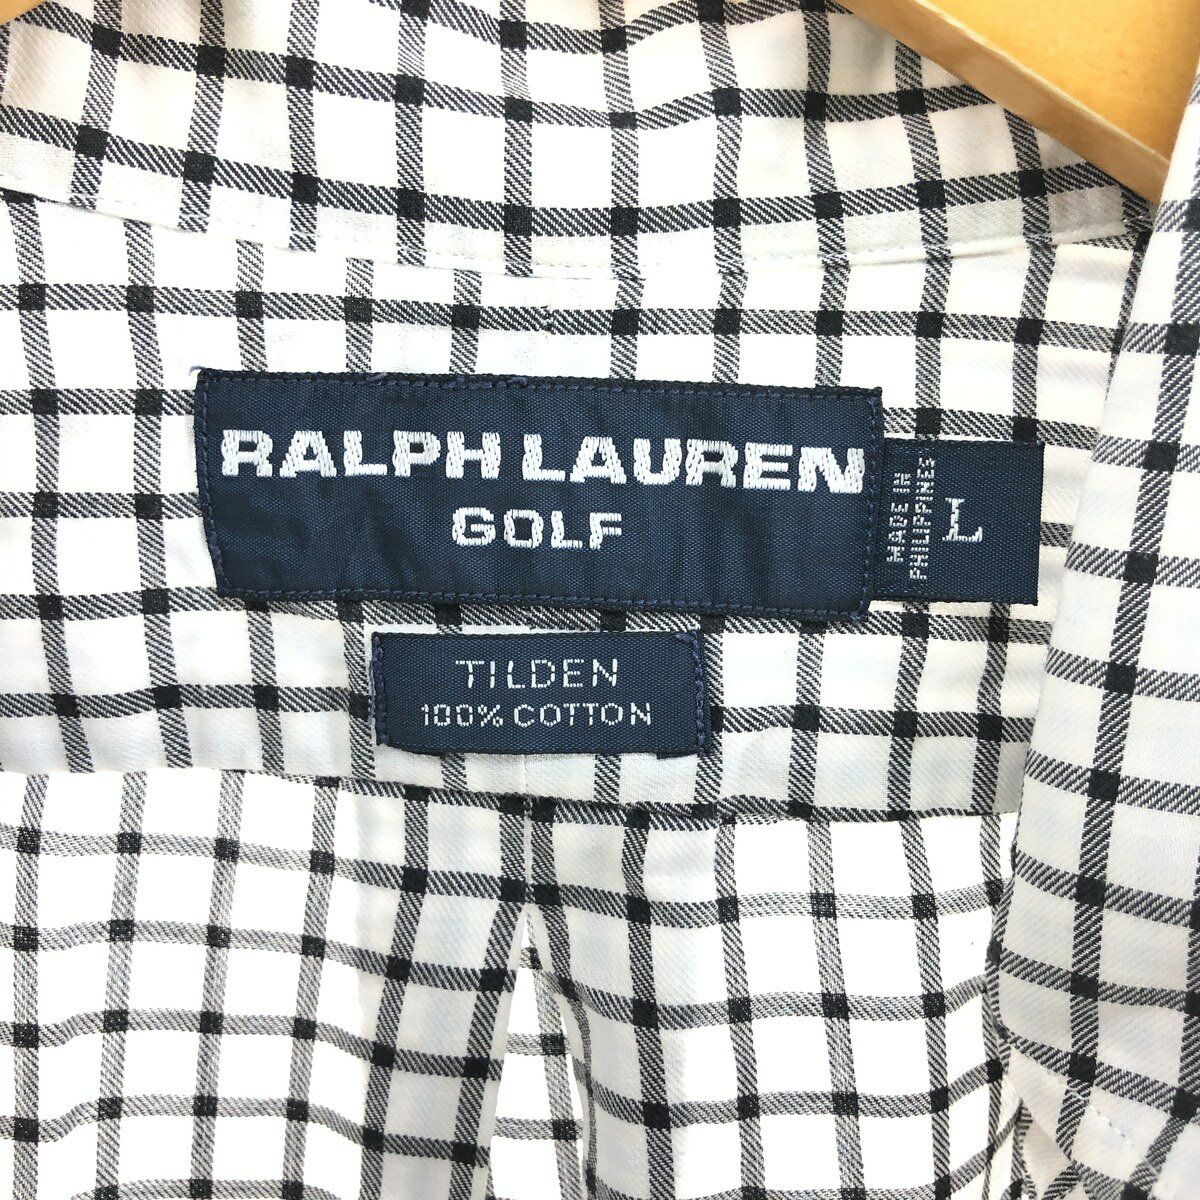 RALPH LAUREN
GOLF
MADE IN
PHILIPPINES
L
TILDEN
100% COTTON